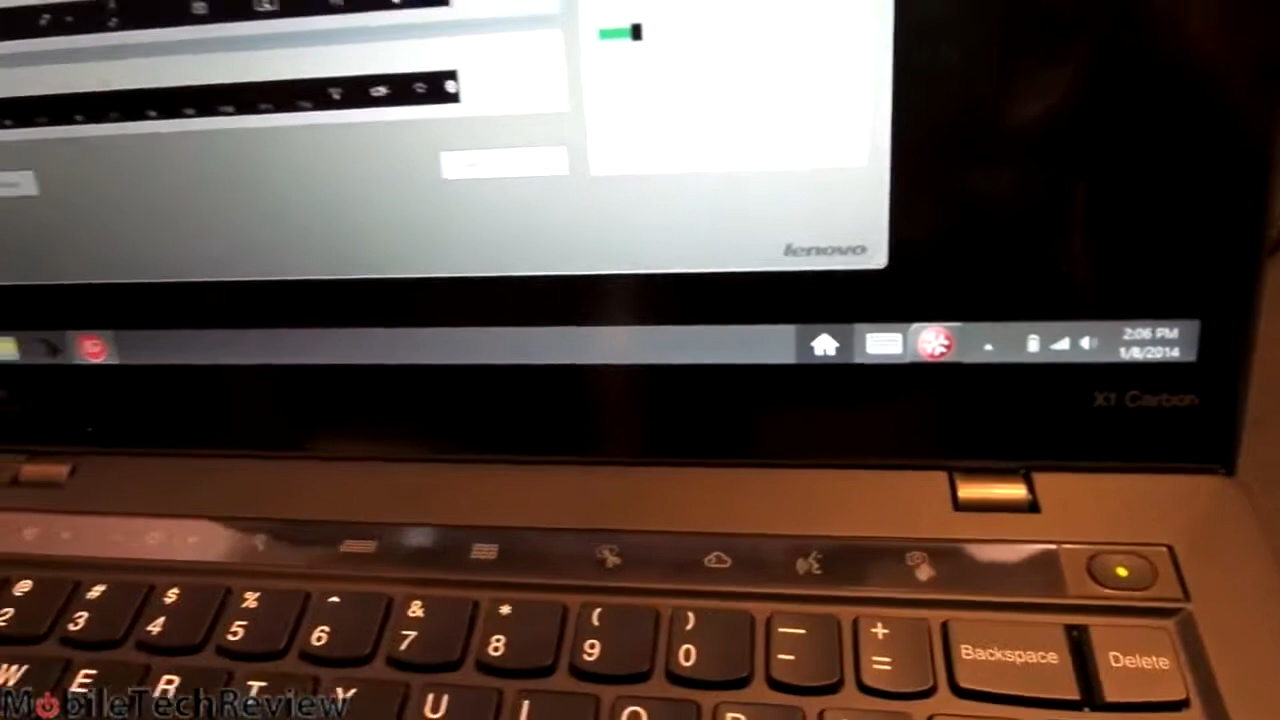 lenovo
2:06 PM
1/8/2014
X1 Carbon
@ # $ % ^ & * ( ) — +
2 3 4 5 6 7 8 9 0 - = Backspace Delete
W E R T Y U I O P
MobileTechReview